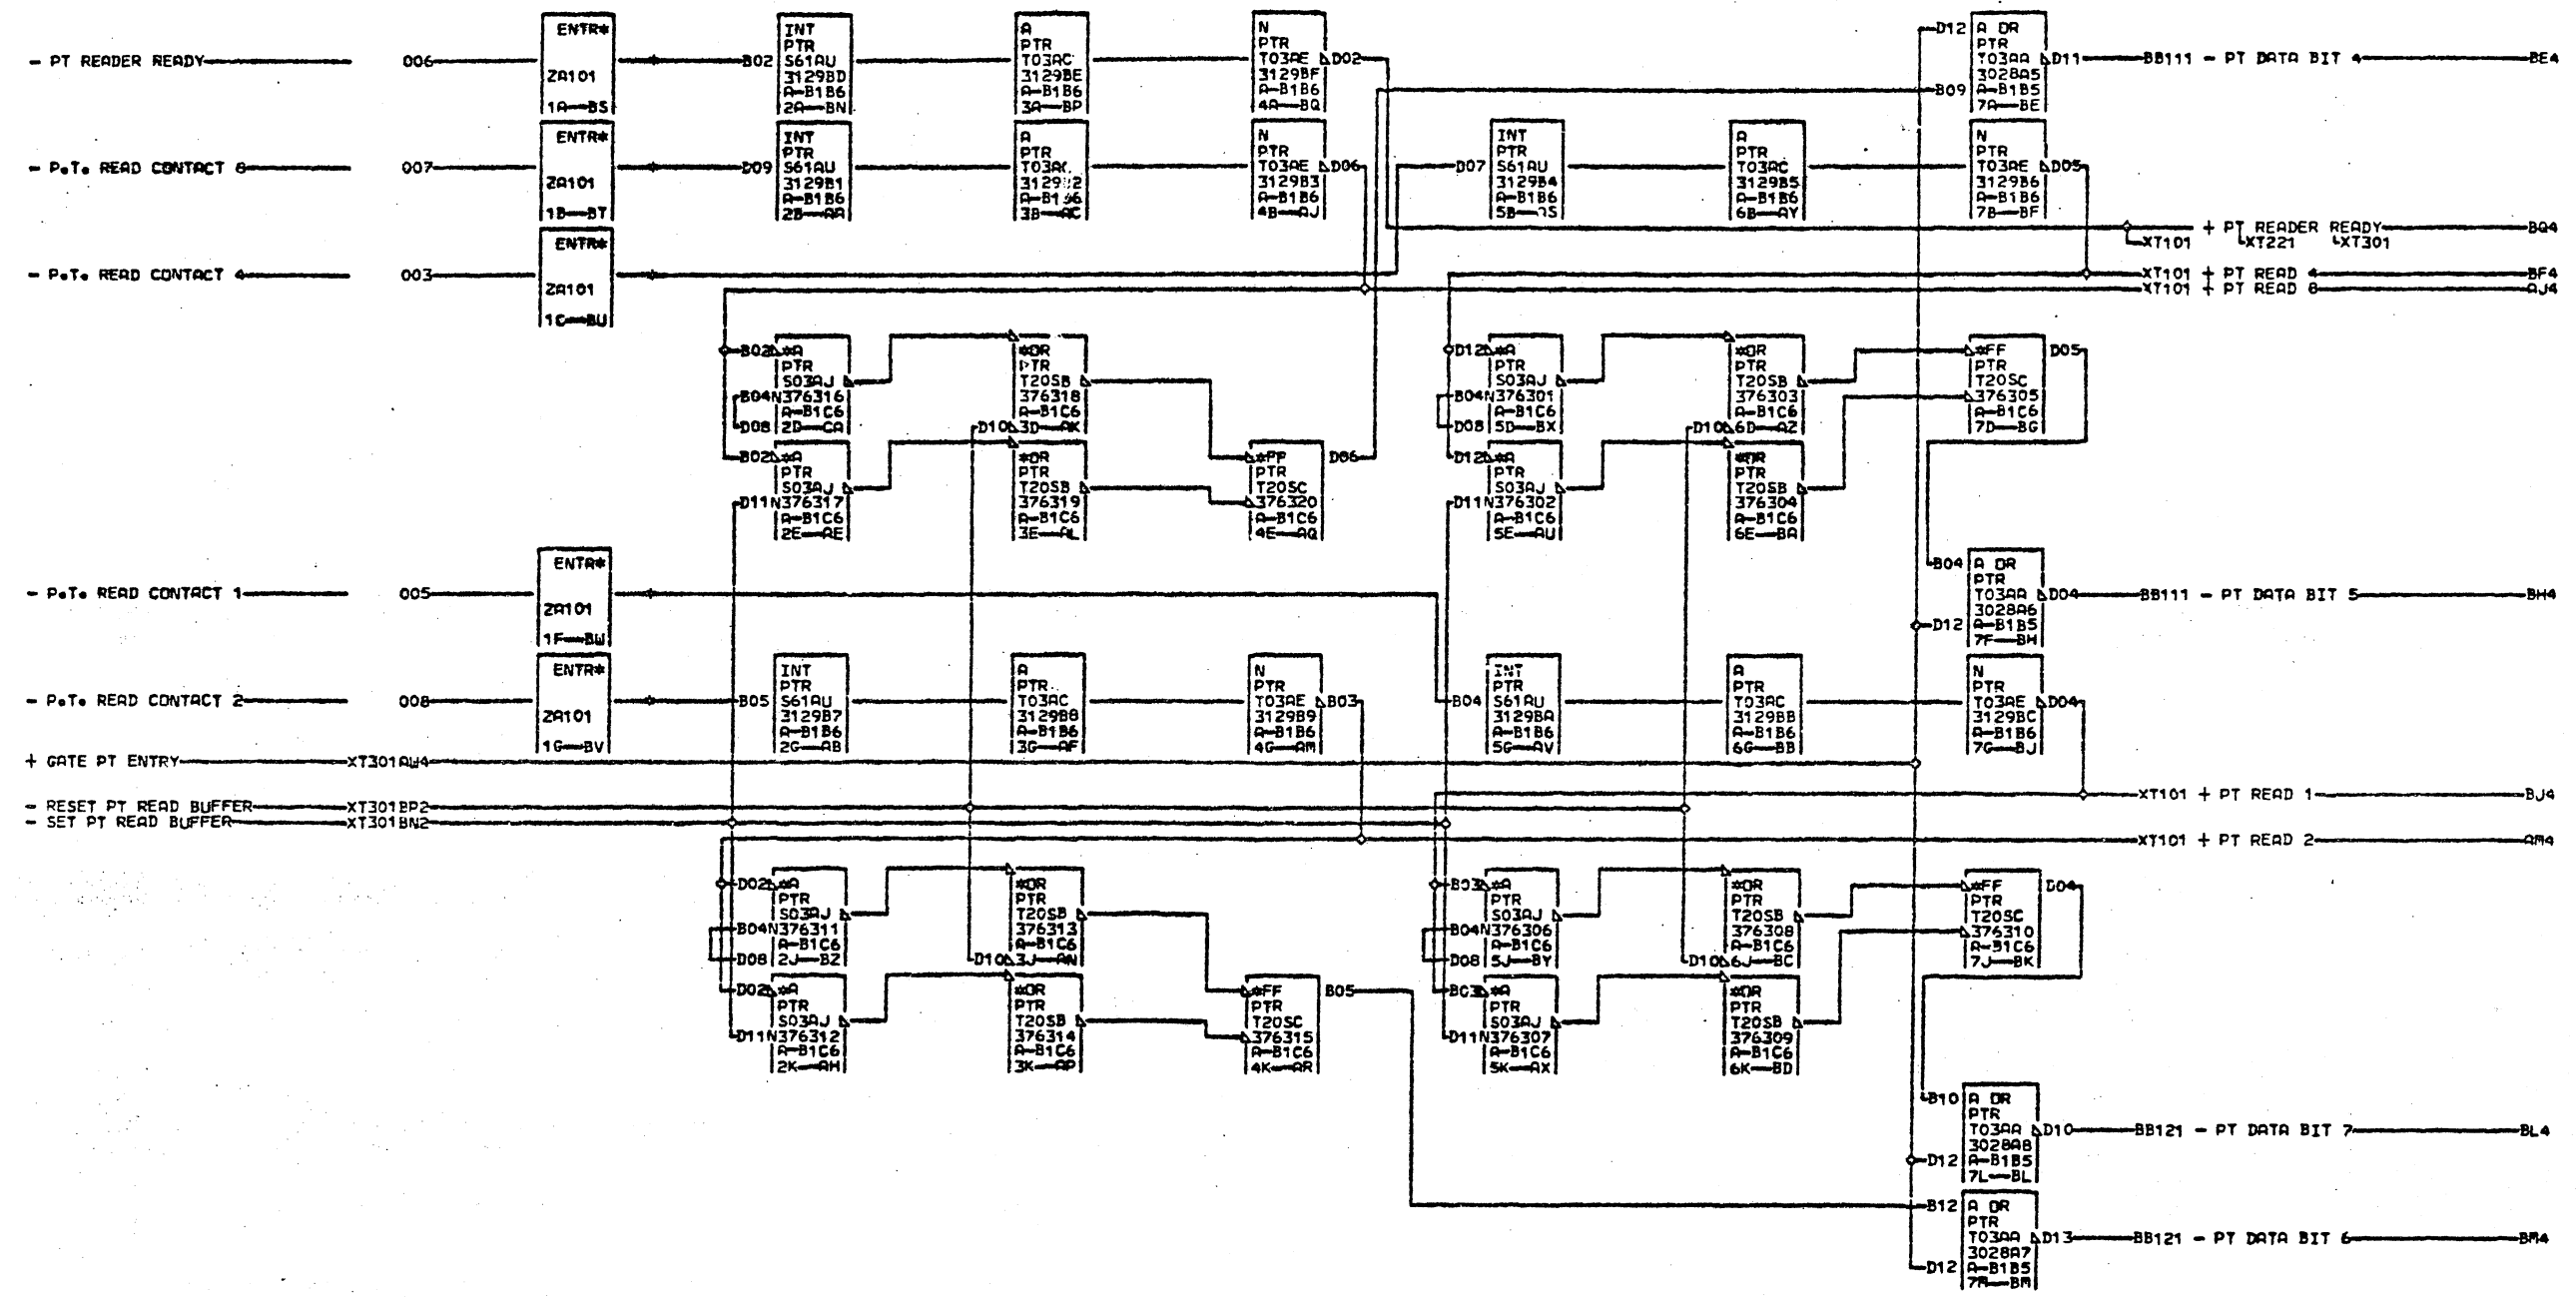 - PT READER READY 006
ENTR*
ZA101
1A—BS
B02
INT
PTR
S61AU
3129BD
A-B1B6
2A—BN
A
PTR
T03AC
3129BE
A-B1B6
3A—BP
N
PTR
T03AE
3129BF
A-B1B6
4A—BQ
D02
D12
B09
A OR
PTR
T03AA
3028A5
A-B1B5
7A—BE
D11
BB111 - PT DATA BIT 4 BE4
- P.T. READ CONTACT 8 007
ENTR*
ZA101
1B—BT
D09
INT
PTR
S61AU
3129B1
A-B1B6
2B—AA
A
PTR
3B—AC
N
PTR
T03AE
3129B3
A-B1B6
4B—AJ
D06
D07
INT
PTR
S61AU
3129B4
A-B1B6
A
PTR
T03AC
3129B5
A-B1B6
6B—AY
N
PTR
T03AE
3129B6
A-B1B6
7B—BF
D05
+ PT READER READY BQ4
XT101 XT221 XT301
- P.T. READ CONTACT 4 003
ENTR*
ZA101
1C—BU
XT101 + PT READ 4 BF4
XT101 + PT READ 8 AJ4
B02
B04
D08
*A
PTR
S03AJ
N376316
A-B1C6
2D—CA
*OR
PTR
T20SB
376318
A-B1C6
D10
3D—AK
B02
D11
*A
PTR
S03AJ
N376317
A-B1C6
2E—AE
*OR
PTR
T20SB
376319
A-B1C6
3E—AL
*FF
PTR
T20SC
376320
A-B1C6
4E—AQ
D06
D12
B04
D08
*A
PTR
S03AJ
N376301
A-B1C6
5D—BX
*OR
PTR
T20SB
376303
A-B1C6
D10
6D—AZ
*FF
PTR
T20SC
376305
A-B1C6
7D—BG
D05
D12
D11
*A
PTR
S03AJ
N376302
A-B1C6
5E—AU
*OR
PTR
T20SB
376304
A-B1C6
6E—BA
- P.T. READ CONTACT 1 005
ENTR*
ZA101
1F—BW
B04
D12
A OR
PTR
T03AA
3028A6
A-B1B5
7F—BH
D04
BB111 - PT DATA BIT 5 BH4
- P.T. READ CONTACT 2 008
ENTR*
ZA101
1G—BV
B05
INT
PTR
S61AU
3129B7
A-B1B6
2G—AB
A
PTR
T03AC
3129B8
A-B1B6
3G—AF
N
PTR
T03AE
3129B9
A-B1B6
4G—AM
B03
B04
INT
PTR
S61AU
3129BA
A-B1B6
5G—AV
A
PTR
T03AC
3129BB
A-B1B6
6G—BB
N
PTR
T03AE
3129BC
A-B1B6
7G—BJ
D04
+ GATE PT ENTRY XT301AW4
XT101 + PT READ 1 BJ4
- RESET PT READ BUFFER XT301BP2
- SET PT READ BUFFER XT301BN2
XT101 + PT READ 2 AM4
D02
B04
D08
*A
PTR
S03AJ
N376311
A-B1C6
2J—BZ
*OR
PTR
T20SB
376313
A-B1C6
D10
3J—AN
D02
D11
*A
PTR
S03AJ
N376312
A-B1C6
2K—AH
*OR
PTR
T20SB
376314
A-B1C6
3K—AP
*FF
PTR
T20SC
376315
A-B1C6
4K—AR
B05
B03
B04
D08
*A
PTR
S03AJ
N376306
A-B1C6
5J—BY
*OR
PTR
T20SB
376308
A-B1C6
D10
6J—BC
*FF
PTR
T20SC
376310
A-B1C6
7J—BK
D04
B03
D11
*A
PTR
S03AJ
N376307
A-B1C6
5K—AX
*OR
PTR
T20SB
376309
A-B1C6
6K—BD
B10
D12
A OR
PTR
T03AA
3028A8
A-B1B5
7L—BL
D10
BB121 - PT DATA BIT 7 BL4
B12
D12
A OR
PTR
T03AA
3028A7
A-B1B5
7M—BM
D13
BB121 - PT DATA BIT 6 BM4